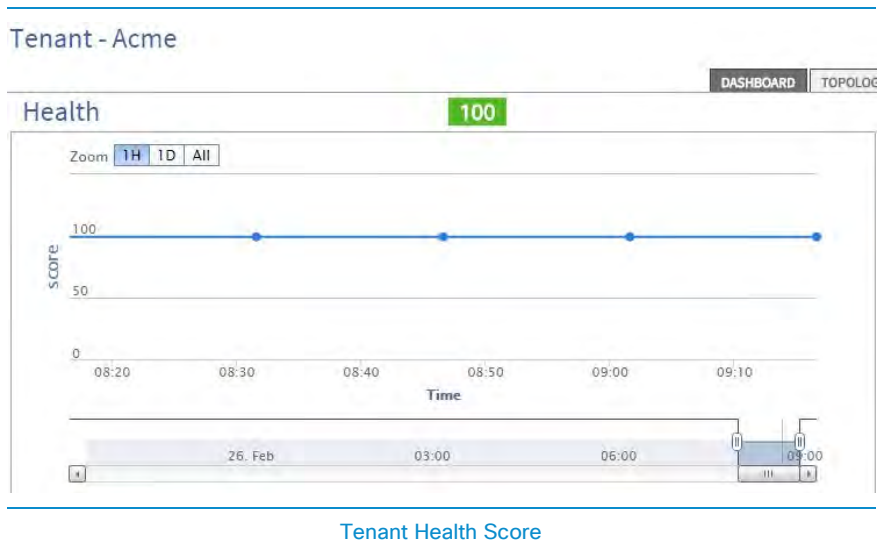 Tenant - Acme
DASHBOARD TOPOLOG
Health 100
Zoom 1H 1D All
100
score
50
0
08:20 08:30 08:40 08:50 09:00 09:10
Time
26. Feb 03:00 06:00 09:00
Tenant Health Score